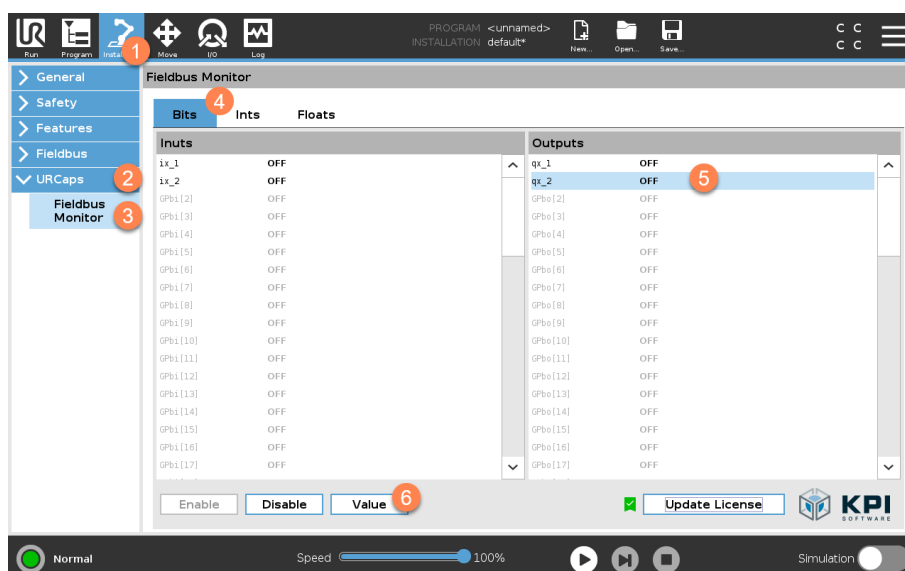 PROGRAM <unnamed>
INSTALLATION default*
Run Program Instal 1 Move I/O Log New... Open... Save...
C C
C C
General
Safety
Features
Fieldbus
URCaps 2
Fieldbus
Monitor 3
Fieldbus Monitor
Bits 4 Ints Floats
Inuts Outputs
ix_1 OFF qx_1 OFF
ix_2 OFF qx_2 OFF 5
GPbi[2] OFF GPbo[2] OFF
GPbi[3] OFF GPbo[3] OFF
GPbi[4] OFF GPbo[4] OFF
GPbi[5] OFF GPbo[5] OFF
GPbi[6] OFF GPbo[6] OFF
GPbi[7] OFF GPbo[7] OFF
GPbi[8] OFF GPbo[8] OFF
GPbi[9] OFF GPbo[9] OFF
GPbi[10] OFF GPbo[10] OFF
GPbi[11] OFF GPbo[11] OFF
GPbi[12] OFF GPbo[12] OFF
GPbi[13] OFF GPbo[13] OFF
GPbi[14] OFF GPbo[14] OFF
GPbi[15] OFF GPbo[15] OFF
GPbi[16] OFF GPbo[16] OFF
GPbi[17] OFF GPbo[17] OFF
Enable Disable Value 6 Update License KPI
SOFTWARE
Normal Speed 100% Simulation